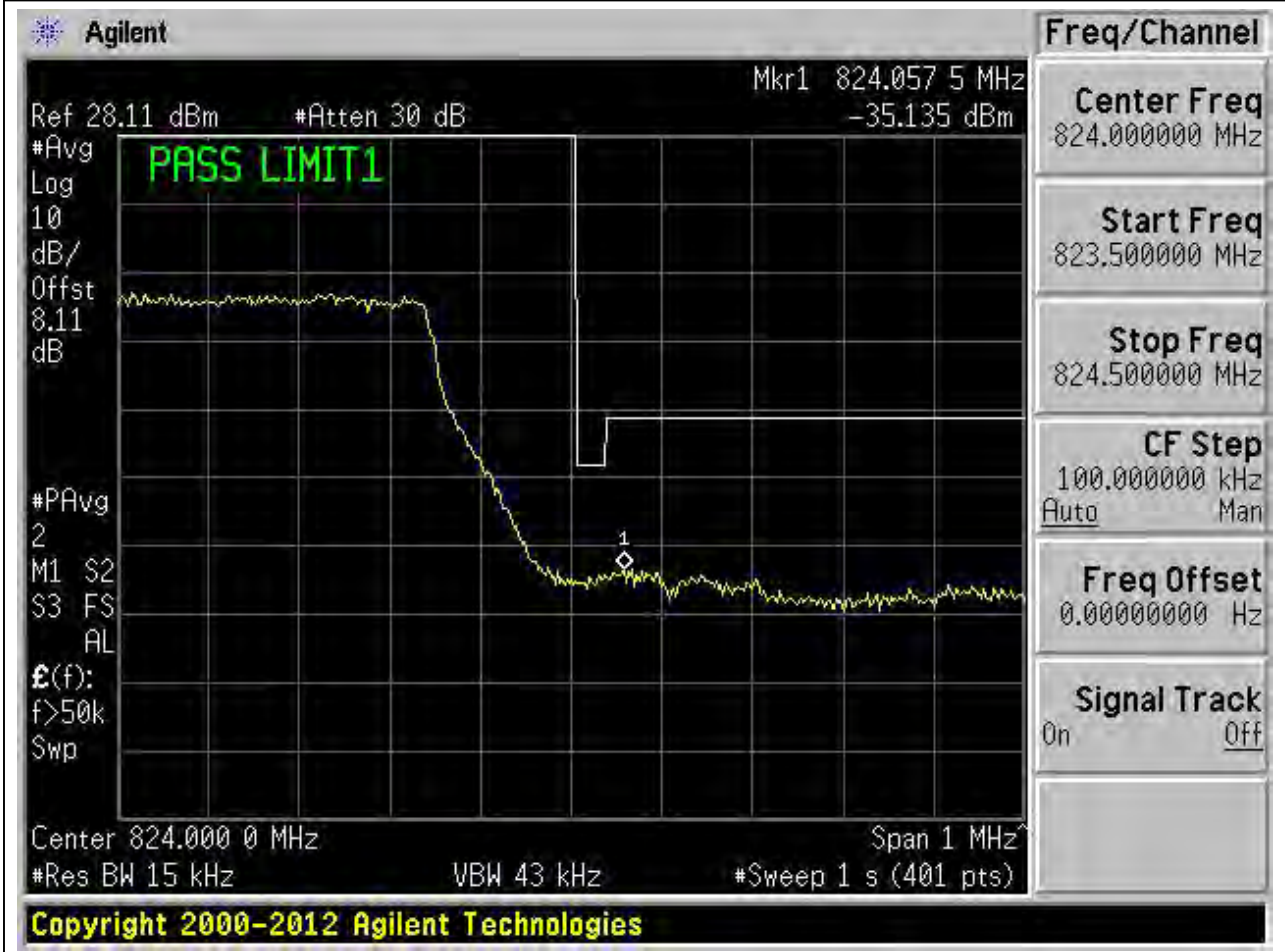 Agilent
Freq/Channel
Mkr1 824.057 5 MHz
Ref 28.11 dBm #Atten 30 dB -35.135 dBm
#Avg
Log
10
dB/
Offst
8.11
dB
PASS LIMIT1
1
#PAvg
2
M1 S2
S3 FS
AL
£(f):
f>50k
Swp
Center 824.000 0 MHz Span 1 MHz^
#Res BW 15 kHz VBW 43 kHz #Sweep 1 s (401 pts)
Center Freq
824.000000 MHz
Start Freq
823.500000 MHz
Stop Freq
824.500000 MHz
CF Step
100.000000 kHz
Auto Man
Freq Offset
0.00000000 Hz
Signal Track
On Off
Copyright 2000-2012 Agilent Technologies